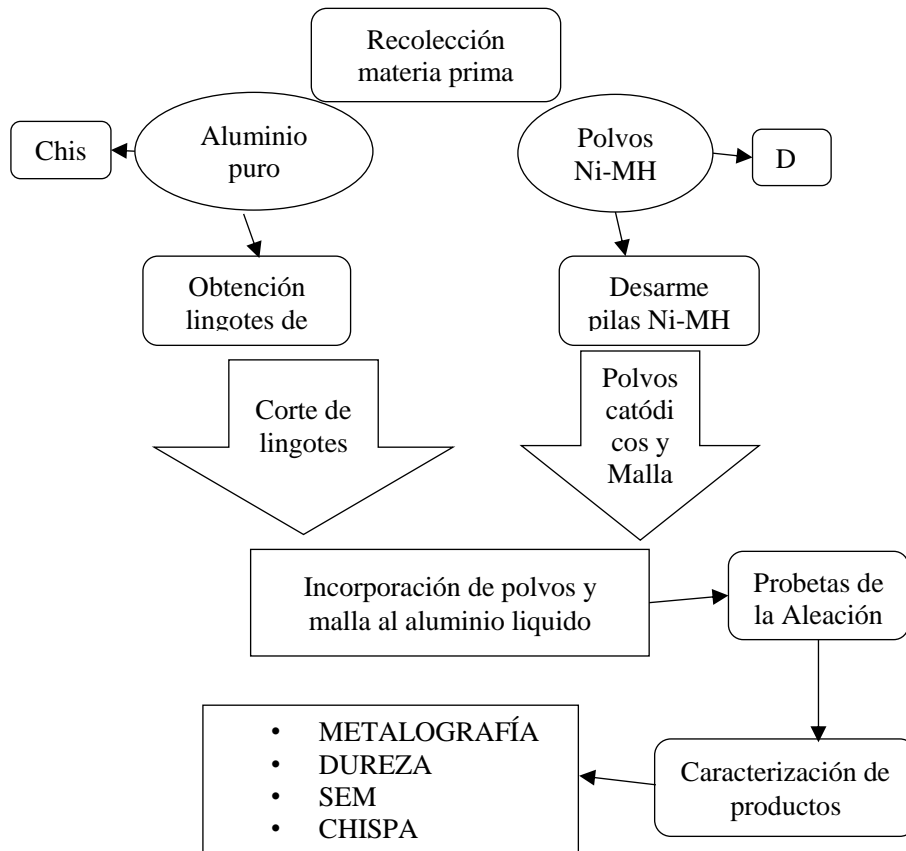 Recolección
materia prima
Aluminio
puro
Chis
Polvos
Ni-MH
D
Obtención
lingotes de
Desarme
pilas Ni-MH
Corte de
lingotes
Polvos
catódi
cos y
Malla
Incorporación de polvos y
malla al aluminio liquido
Probetas de
la Aleación
• METALOGRAFÍA
• DUREZA
• SEM
• CHISPA
Caracterización de
productos